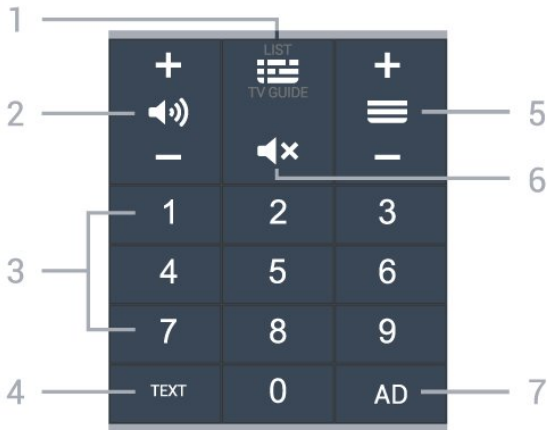 1
LIST
TV GUIDE
+ +
2 5
− −
6
1 2 3
3
4 5 6
7 8 9
4 TEXT 0 AD 7